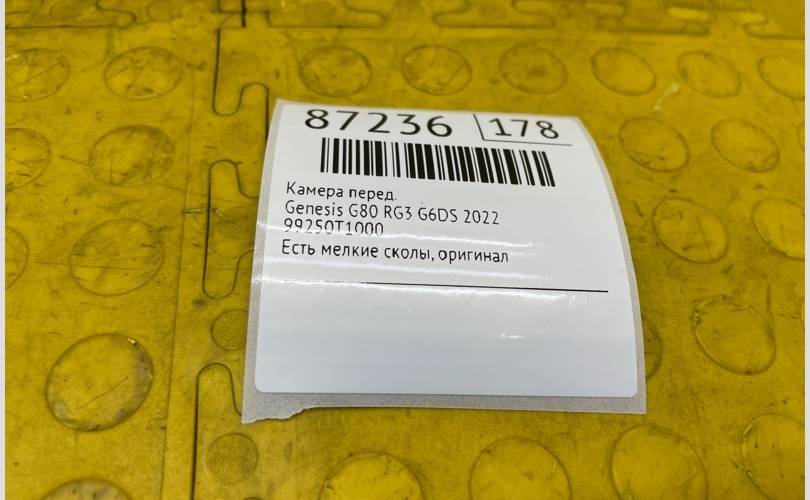 87236 178
Камера перед.
Genesis G80 RG3 G6DS 2022
99250T1000
Есть мелкие сколы, оригинал